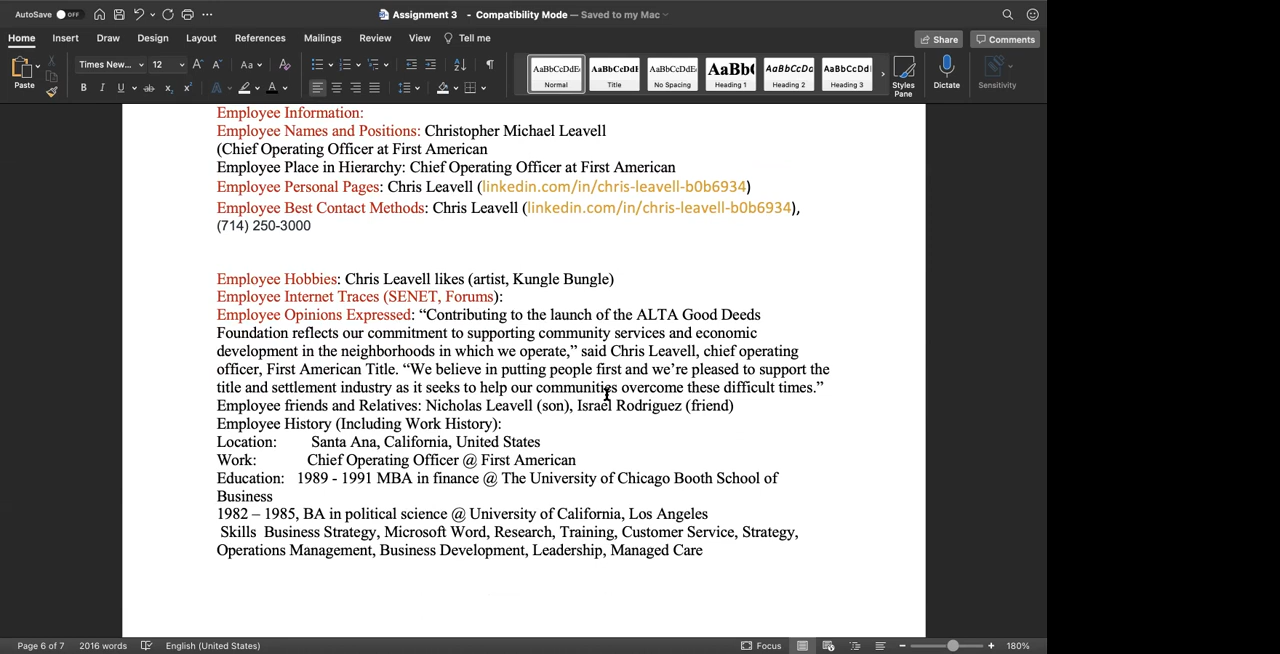 AutoSave OFF
Assignment 3 - Compatibility Mode — Saved to my Mac
Home Insert Draw Design Layout References Mailings Review View Tell me
Share Comments
Paste
Times New... 12
Aa
B I U ab x x A A
AaBbCcDdEe AaBbCcDdI AaBbCcDdEe AaBb( AaBbCcDc AaBbCcDdI
Normal Title No Spacing Heading 1 Heading 2 Heading 3
Styles Pane
Dictate
Sensitivity
Employee Information:
Employee Names and Positions: Christopher Michael Leavell
(Chief Operating Officer at First American
Employee Place in Hierarchy: Chief Operating Officer at First American
Employee Personal Pages: Chris Leavell (linkedin.com/in/chris-leavell-b0b6934)
Employee Best Contact Methods: Chris Leavell (linkedin.com/in/chris-leavell-b0b6934),
(714) 250-3000
Employee Hobbies: Chris Leavell likes (artist, Kungle Bungle)
Employee Internet Traces (SENET, Forums):
Employee Opinions Expressed: “Contributing to the launch of the ALTA Good Deeds
Foundation reflects our commitment to supporting community services and economic
development in the neighborhoods in which we operate,” said Chris Leavell, chief operating
officer, First American Title. “We believe in putting people first and we’re pleased to support the
title and settlement industry as it seeks to help our communities overcome these difficult times.”
Employee friends and Relatives: Nicholas Leavell (son), Israel Rodriguez (friend)
Employee History (Including Work History):
Location: Santa Ana, California, United States
Work: Chief Operating Officer @ First American
Education: 1989 - 1991 MBA in finance @ The University of Chicago Booth School of
Business
1982 – 1985, BA in political science @ University of California, Los Angeles
Skills Business Strategy, Microsoft Word, Research, Training, Customer Service, Strategy,
Operations Management, Business Development, Leadership, Managed Care
Page 6 of 7 2016 words English (United States) Focus 180%